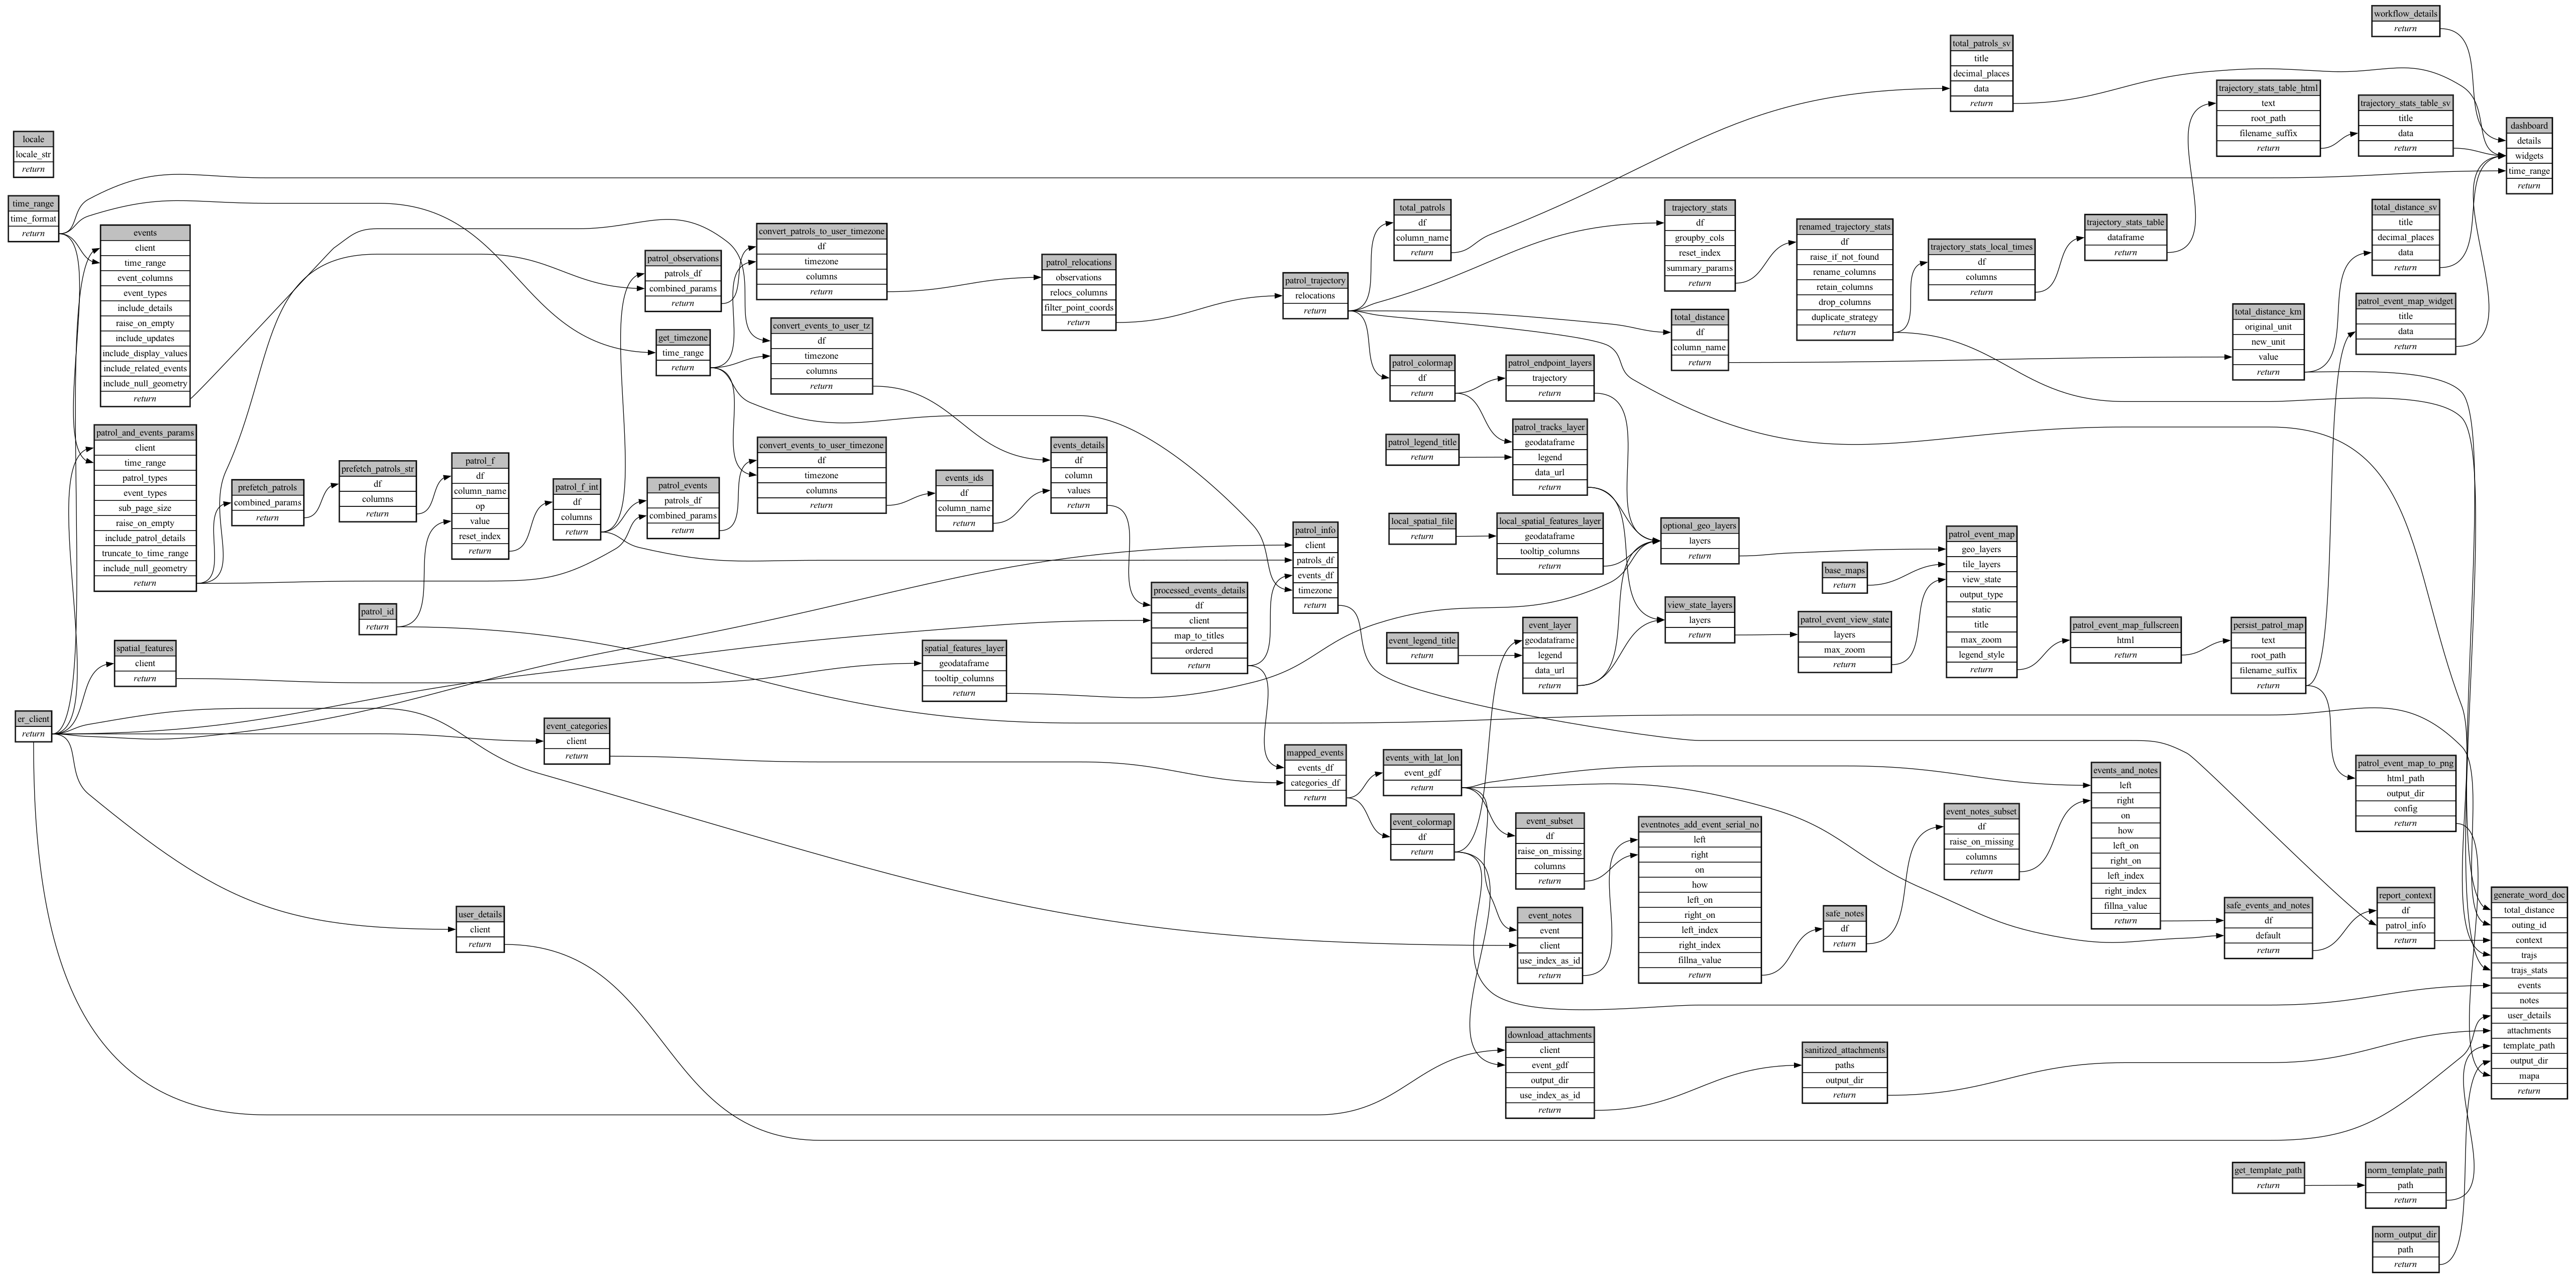 workflow_details
return
total_patrols_sv
title
decimal_places
data
return
trajectory_stats_table_html
text
root_path
filename_suffix
return
trajectory_stats_table_sv
title
data
return
dashboard
details
widgets
time_range
return
locale
locale_str
return
time_range
time_format
return
events
client
time_range
event_columns
event_types
include_details
raise_on_empty
include_updates
include_display_values
include_related_events
include_null_geometry
return
patrol_observations
patrols_df
combined_params
return
convert_patrols_to_user_timezone
df
timezone
columns
return
patrol_relocations
observations
relocs_columns
filter_point_coords
return
patrol_trajectory
relocations
return
total_patrols
df
column_name
return
trajectory_stats
df
groupby_cols
reset_index
summary_params
return
renamed_trajectory_stats
df
raise_if_not_found
rename_columns
retain_columns
drop_columns
duplicate_strategy
return
trajectory_stats_local_times
df
columns
return
trajectory_stats_table
dataframe
return
total_distance_sv
title
decimal_places
data
return
get_timezone
time_range
return
convert_events_to_user_tz
df
timezone
columns
return
total_distance
df
column_name
return
total_distance_km
original_unit
new_unit
value
return
patrol_event_map_widget
title
data
return
patrol_colormap
df
return
patrol_endpoint_layers
trajectory
return
patrol_and_events_params
client
time_range
patrol_types
event_types
sub_page_size
raise_on_empty
include_patrol_details
truncate_to_time_range
include_null_geometry
return
prefetch_patrols
combined_params
return
prefetch_patrols_str
df
columns
return
patrol_f
df
column_name
op
value
reset_index
return
patrol_f_int
df
columns
return
patrol_events
patrols_df
combined_params
return
convert_events_to_user_timezone
df
timezone
columns
return
events_ids
df
column_name
return
events_details
df
column
values
return
patrol_legend_title
return
patrol_tracks_layer
geodataframe
legend
data_url
return
patrol_info
client
patrols_df
events_df
timezone
return
local_spatial_file
return
local_spatial_features_layer
geodataframe
tooltip_columns
return
optional_geo_layers
layers
return
base_maps
return
patrol_event_map
geo_layers
tile_layers
view_state
output_type
static
title
max_zoom
legend_style
return
patrol_id
return
processed_events_details
df
client
map_to_titles
ordered
return
view_state_layers
layers
return
patrol_event_view_state
layers
max_zoom
return
patrol_event_map_fullscreen
html
return
persist_patrol_map
text
root_path
filename_suffix
return
spatial_features
client
return
spatial_features_layer
geodataframe
tooltip_columns
return
event_legend_title
return
event_layer
geodataframe
legend
data_url
return
er_client
return
event_categories
client
return
mapped_events
events_df
categories_df
return
events_with_lat_lon
event_gdf
return
event_colormap
df
return
event_subset
df
raise_on_missing
columns
return
eventnotes_add_event_serial_no
left
right
on
how
left_on
right_on
left_index
right_index
fillna_value
return
event_notes_subset
df
raise_on_missing
columns
return
events_and_notes
left
right
on
how
left_on
right_on
left_index
right_index
fillna_value
return
patrol_event_map_to_png
html_path
output_dir
config
return
user_details
client
return
event_notes
event
client
use_index_as_id
return
safe_notes
df
return
safe_events_and_notes
df
default
return
report_context
df
patrol_info
return
generate_word_doc
total_distance
outing_id
context
trajs
trajs_stats
events
notes
user_details
attachments
template_path
output_dir
mapa
return
download_attachments
client
event_gdf
output_dir
use_index_as_id
return
sanitized_attachments
paths
output_dir
return
get_template_path
return
norm_template_path
path
return
norm_output_dir
path
return